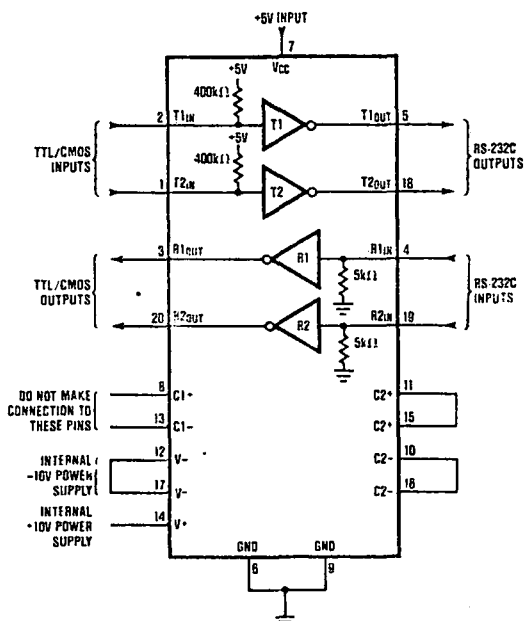 +5V INPUT
7
VCC
+5V
400kΩ
2 T1IN T1 T1OUT 5
+5V
400kΩ
TTL/CMOS
INPUTS
RS-232C
OUTPUTS
1 T2IN T2 T2OUT 18
3 R1OUT R1 R1IN 4
5kΩ
TTL/CMOS
OUTPUTS
RS-232C
INPUTS
20 R2OUT R2 R2IN 19
5kΩ
8 C1+
DO NOT MAKE
CONNECTION TO
THESE PINS
13 C1-
C2+ 11
C2+ 15
12 V-
INTERNAL
-10V POWER
SUPPLY
17 V-
C2- 10
C2- 16
INTERNAL
+10V POWER
SUPPLY
14 V+
GND GND
6 9